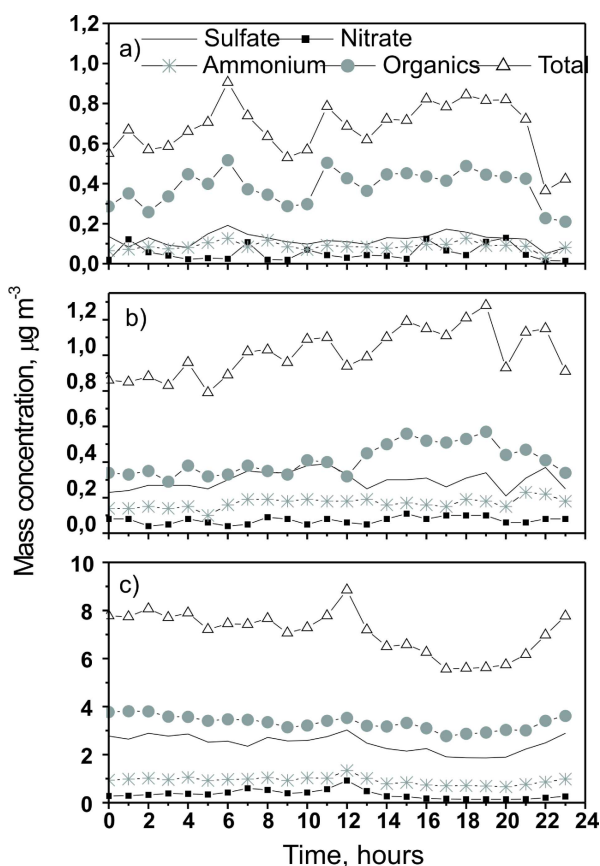 1,2
a) Sulfate Nitrate
1,0 Ammonium Organics Total
0,8
0,6
0,4
0,2
0,0
b)
1,2
1,0
0,8
0,6
0,4
0,2
0,0
Mass concentration, µg m⁻³
10
c)
8
6
4
2
0
0 2 4 6 8 10 12 14 16 18 20 22 24
Time, hours